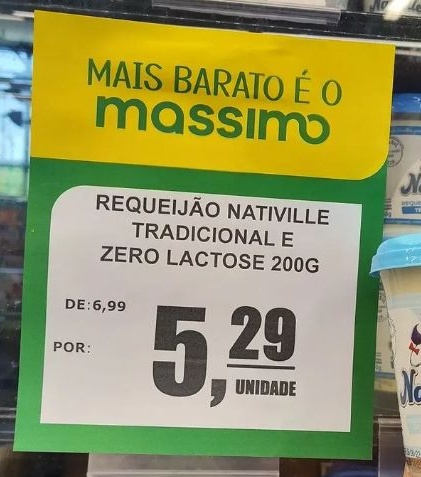 MAIS BARATO É O
massimo
REQUEIJÃO NATIVILLE
TRADICIONAL E
ZERO LACTOSE 200G
DE:6,99
POR:
5,29
UNIDADE